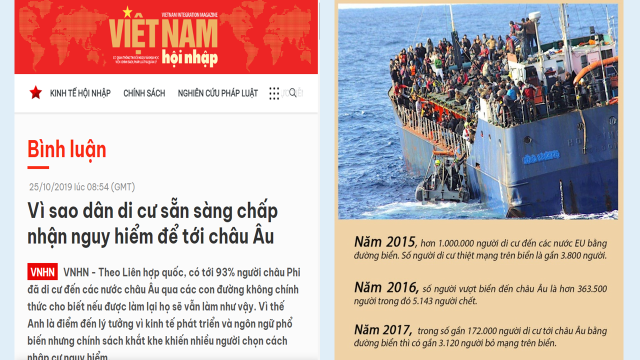 VIETNAM INTEGRATION MAGAZINE
VIỆT NAM
hội nhập
KINH TẾ HỘI NHẬP
CHÍNH SÁCH
NGHIÊN CỨU PHÁP LUẬT
Bình luận
25/10/2019 lúc 08:54 (GMT)
Vì sao dân di cư sẵn sàng chấp
nhận nguy hiểm để tới châu Âu
VNHN VNHN - Theo Liên hợp quốc, có tới 93% người châu Phi
đã di cư đến các nước châu Âu qua các con đường không chính
thức cho biết nếu được làm lại họ sẽ vẫn làm như vậy. Vì thế
Anh là điểm đến lý tưởng vì kinh tế phát triển và ngôn ngữ phổ
biến nhưng chính sách khắt khe khiến nhiều người chọn cách
nhập cư nguy hiểm
Năm 2015, hơn 1.000.000 người di cư đến các nước EU bằng
đường biển. Số người di cư thiệt mạng trên biển là gần 3.800 người.
Năm 2016, số người vượt biển đến châu Âu là hơn 363.500
người trong đó 5.143 người chết.
Năm 2017, trong số gần 172.000 người di cư tới châu Âu bằng
đường biển thì có gần 3.120 người bỏ mạng trên biển.